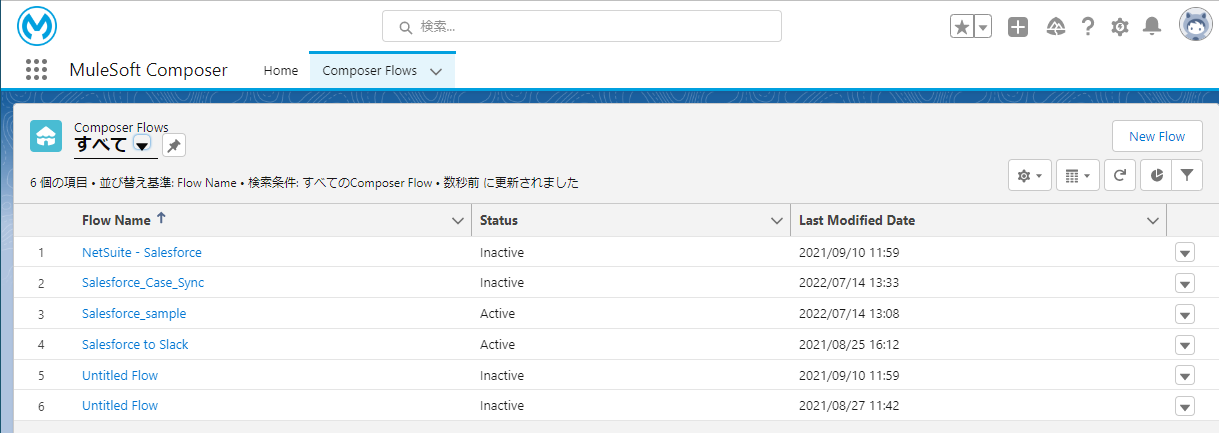 検索...
MuleSoft Composer Home Composer Flows
Composer Flows
すべて
New Flow
6 個の項目 • 並び替え基準: Flow Name • 検索条件: すべてのComposer Flow • 数秒前 に更新されました
Flow Name Status Last Modified Date
1 NetSuite - Salesforce Inactive 2021/09/10 11:59
2 Salesforce_Case_Sync Inactive 2022/07/14 13:33
3 Salesforce_sample Active 2022/07/14 13:08
4 Salesforce to Slack Active 2021/08/25 16:12
5 Untitled Flow Inactive 2021/09/10 11:59
6 Untitled Flow Inactive 2021/08/27 11:42